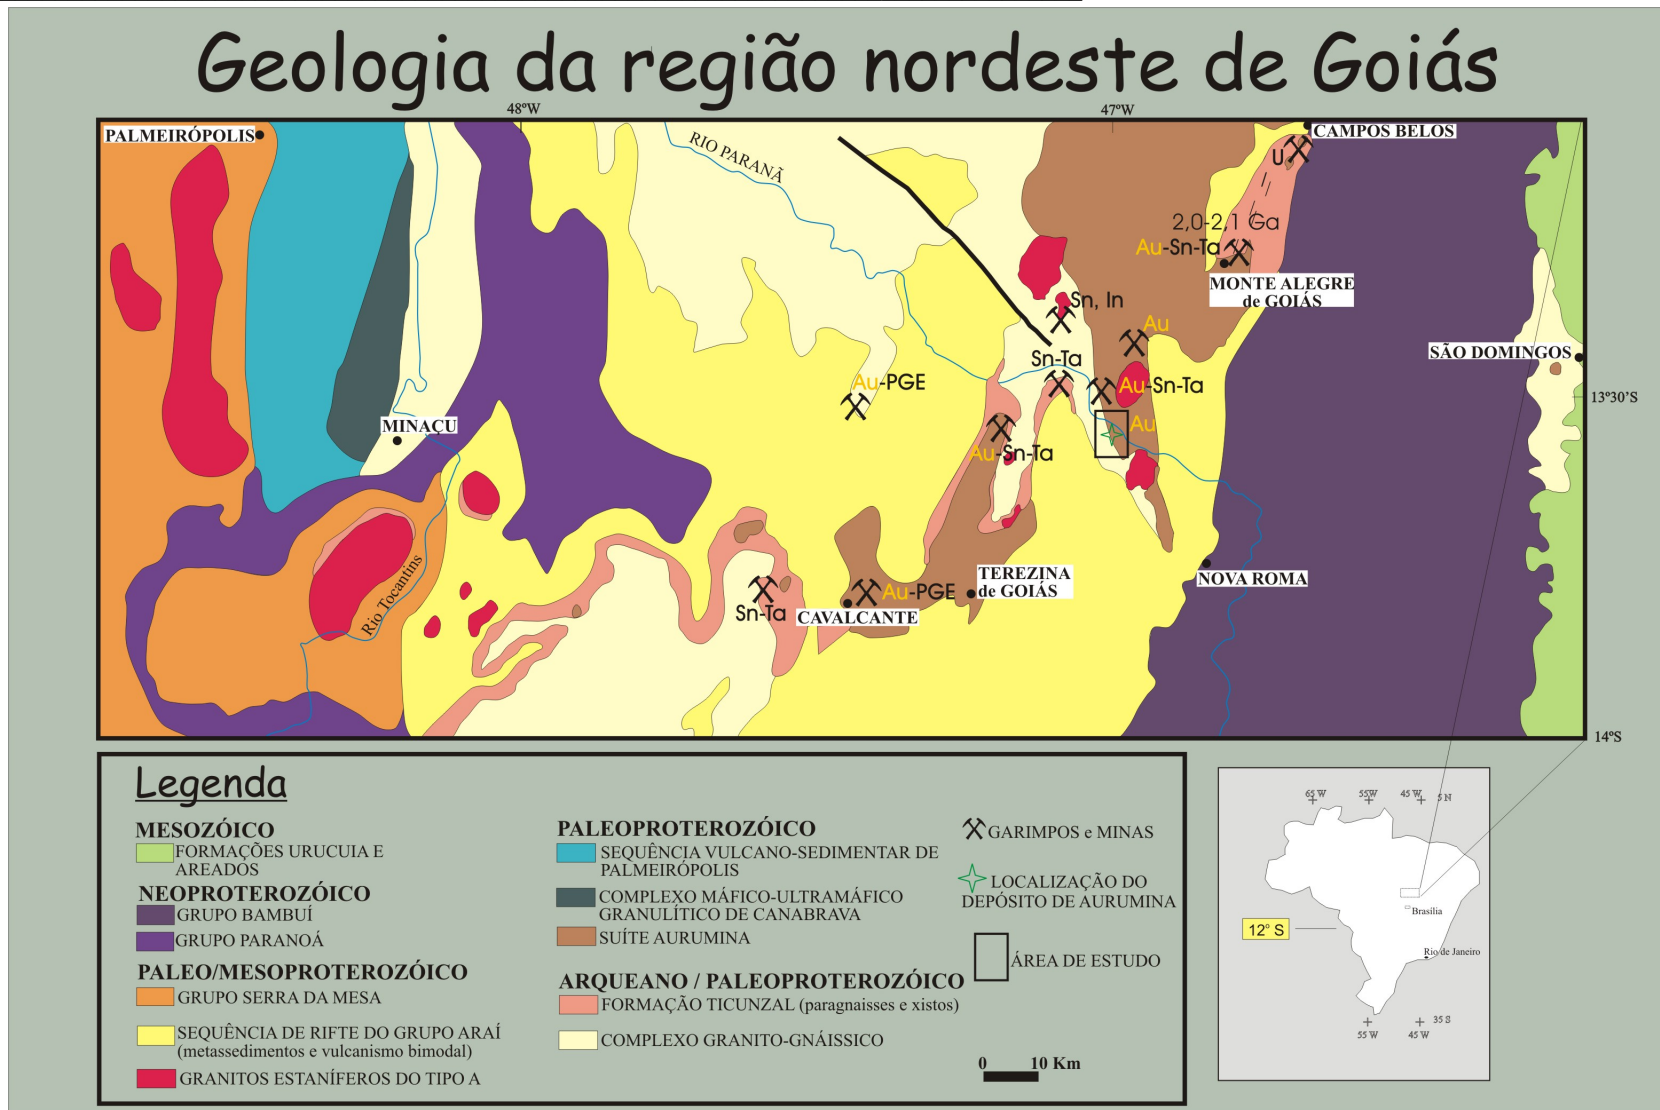 Geologia da região nordeste de Goiás
48ºW
47ºW
PALMEIRÓPOLIS
RIO PARANÃ
CAMPOS BELOS
U
2,0-2,1 Ga
Au-Sn-Ta
MONTE ALEGRE
de GOIÁS
Sn, In
Au
SÃO DOMINGOS
Sn-Ta
Au-PGE
Au-Sn-Ta
13º30'S
MINAÇU
Au
Au-Sn-Ta
Rio Tocantins
TEREZINA
de GOIÁS
NOVA ROMA
Au-PGE
Sn-Ta
CAVALCANTE
14ºS
Legenda
MESOZÓICO
FORMAÇÕES URUCUIA E
AREADOS
NEOPROTEROZÓICO
GRUPO BAMBUÍ
GRUPO PARANOÁ
PALEO/MESOPROTEROZÓICO
GRUPO SERRA DA MESA
SEQUÊNCIA DE RIFTE DO GRUPO ARAÍ
(metassedimentos e vulcanismo bimodal)
GRANITOS ESTANÍFEROS DO TIPO A
PALEOPROTEROZÓICO
SEQUÊNCIA VULCANO-SEDIMENTAR DE
PALMEIRÓPOLIS
COMPLEXO MÁFICO-ULTRAMÁFICO
GRANULÍTICO DE CANABRAVA
SUÍTE AURUMINA
ARQUEANO / PALEOPROTEROZÓICO
FORMAÇÃO TICUNZAL (paragnaisses e xistos)
COMPLEXO GRANITO-GNÁISSICO
GARIMPOS e MINAS
LOCALIZAÇÃO DO
DEPÓSITO DE AURUMINA
ÁREA DE ESTUDO
0 10 Km
65 W 55W 45 W 5 N
Brasília
12° S
Rio de Janeiro
35 S
55 W 45 W